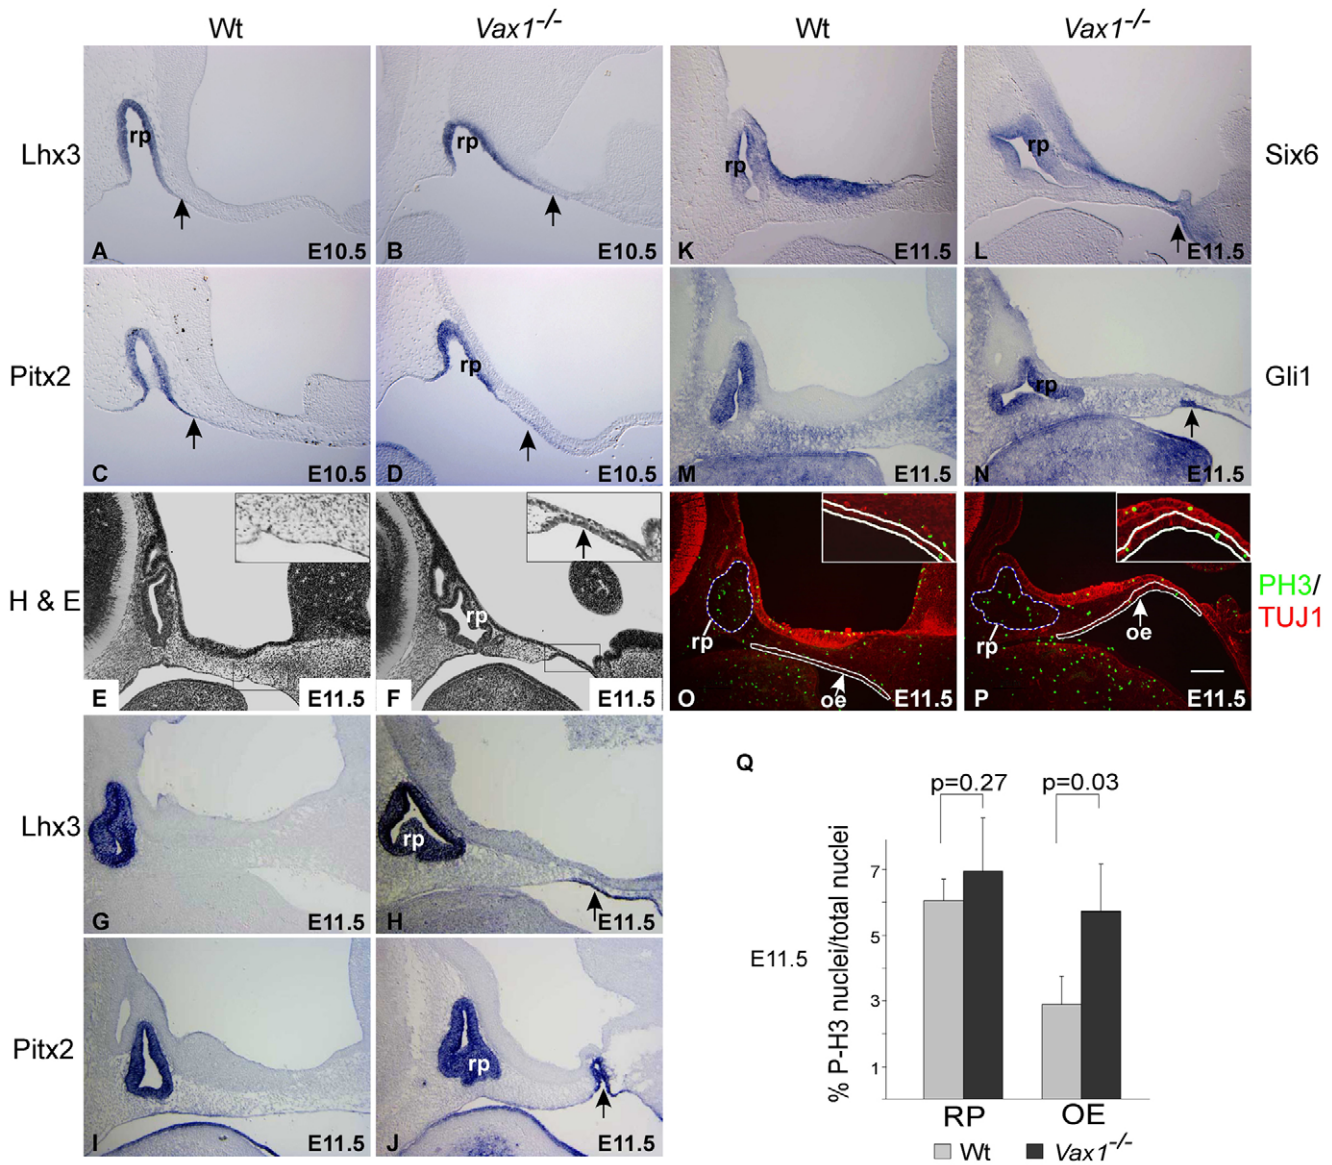 Wt Vax1-/- Wt Vax1-/-
Lhx3 rp A E10.5 rp B E10.5 rp K E11.5 rp L E11.5 Six6
Pitx2 C E10.5 rp D E10.5 M E11.5 rp N E11.5 Gli1
H & E E E11.5 rp F E11.5 rp oe O E11.5 rp oe P E11.5 PH3/
TUJ1
Lhx3 G E11.5 rp H E11.5
Pitx2 I E11.5 rp J E11.5
Q
p=0.27 p=0.03
% P-H3 nuclei/total nuclei
E11.5
7
5
3
1
RP OE
Wt Vax1-/-